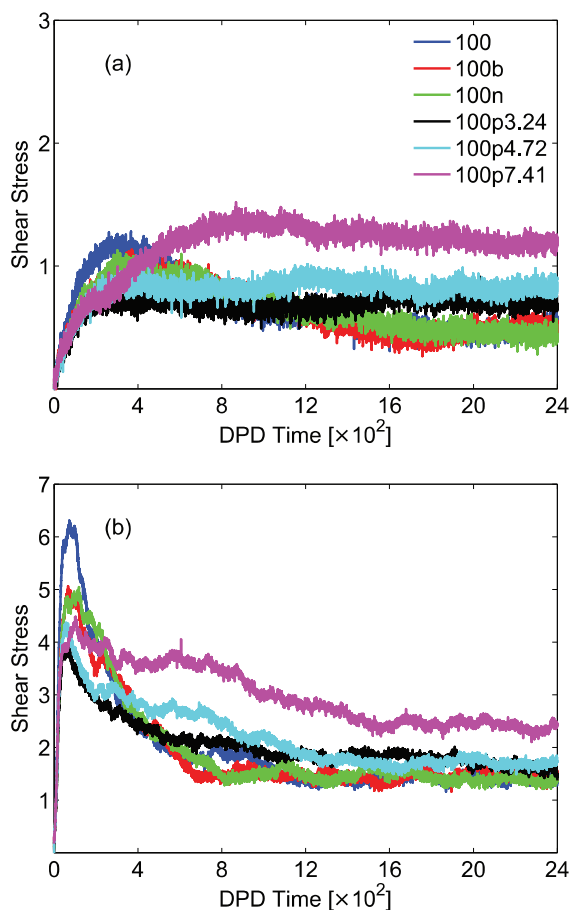 3
(a)
100
100b
100n
100p3.24
100p4.72
100p7.41
2
1
Shear Stress
0 4 8 12 16 20 24
DPD Time [×10²]
7
(b)
6
5
4
3
2
1
Shear Stress
0 4 8 12 16 20 24
DPD Time [×10²]